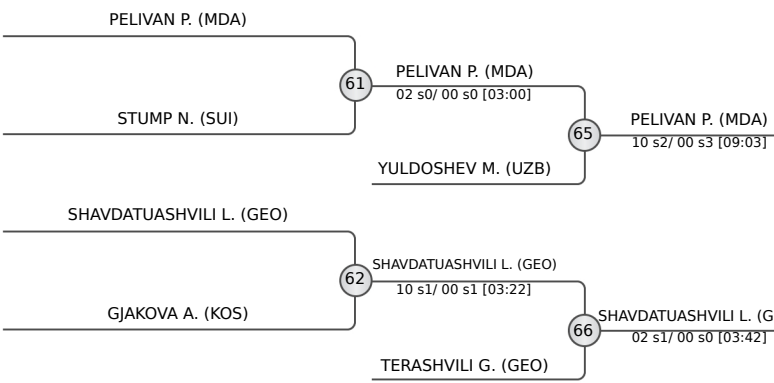 PELIVAN P. (MDA)
61
PELIVAN P. (MDA)
02 s0/ 00 s0 [03:00]
STUMP N. (SUI)
65
PELIVAN P. (MDA)
10 s2/ 00 s3 [09:03]
YULDOSHEV M. (UZB)
SHAVDATUASHVILI L. (GEO)
62
SHAVDATUASHVILI L. (GEO)
10 s1/ 00 s1 [03:22]
GJAKOVA A. (KOS)
66
SHAVDATUASHVILI L. (G
02 s1/ 00 s0 [03:42]
TERASHVILI G. (GEO)